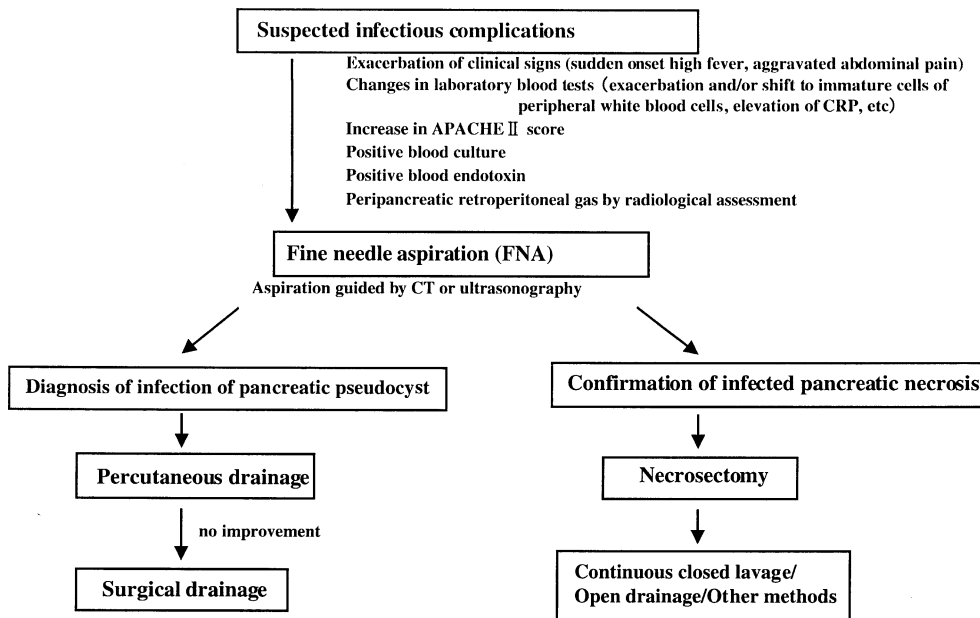 Suspected infectious complications
Exacerbation of clinical signs (sudden onset high fever, aggravated abdominal pain)
Changes in laboratory blood tests (exacerbation and/or shift to immature cells of
peripheral white blood cells, elevation of CRP, etc)
Increase in APACHE Ⅱ score
Positive blood culture
Positive blood endotoxin
Peripancreatic retroperitoneal gas by radiological assessment
Fine needle aspiration (FNA)
Aspiration guided by CT or ultrasonography
Diagnosis of infection of pancreatic pseudocyst
Percutaneous drainage
no improvement
Surgical drainage
Confirmation of infected pancreatic necrosis
Necrosectomy
Continuous closed lavage/
Open drainage/Other methods